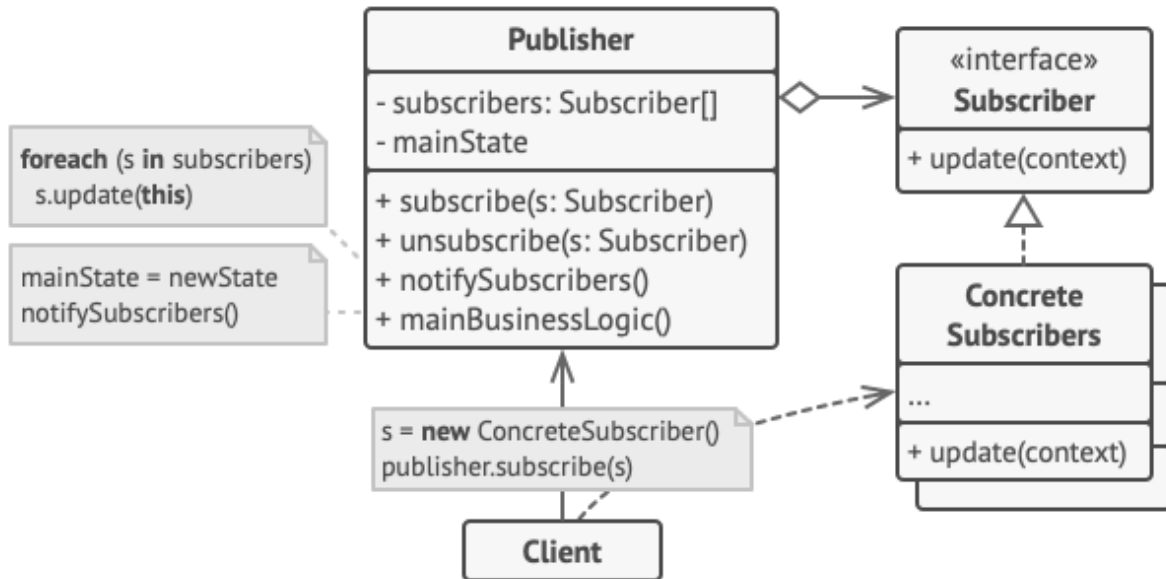 Publisher
- subscribers: Subscriber[]
- mainState
+ subscribe(s: Subscriber)
+ unsubscribe(s: Subscriber)
+ notifySubscribers()
+ mainBusinessLogic()
foreach (s in subscribers)
s.update(this)
mainState = newState
notifySubscribers()
«interface»
Subscriber
+ update(context)
Concrete
Subscribers
...
+ update(context)
s = new ConcreteSubscriber()
publisher.subscribe(s)
Client